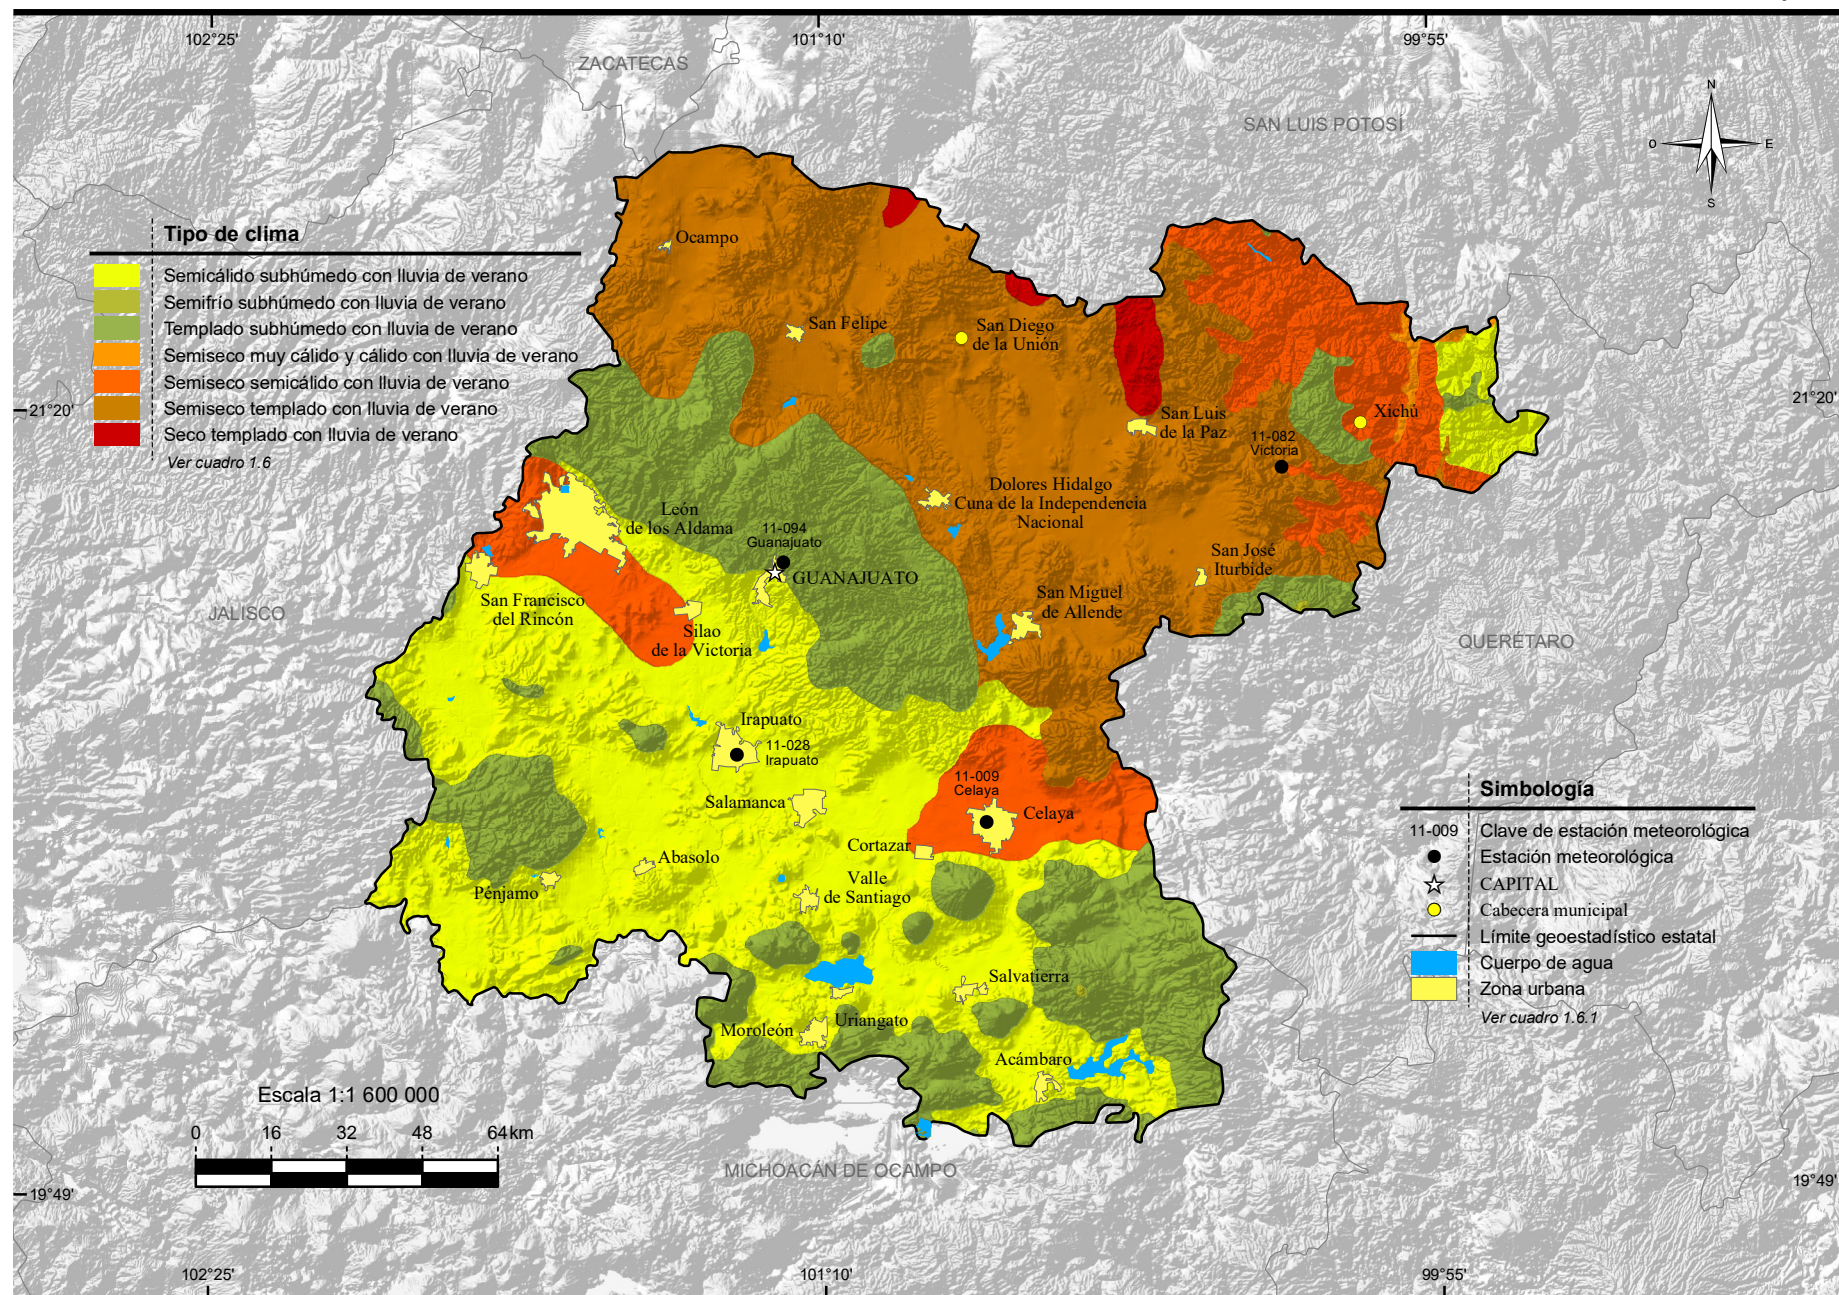 102°25'
101°10'
99°55'
ZACATECAS
SAN LUIS POTOSÍ
N
O
E
S
Tipo de clima
Semicálido subhúmedo con lluvia de verano
Semifrío subhúmedo con lluvia de verano
Templado subhúmedo con lluvia de verano
Semiseco muy cálido y cálido con lluvia de verano
Semiseco semicálido con lluvia de verano
Semiseco templado con lluvia de verano
Seco templado con lluvia de verano
Ver cuadro 1.6
Ocampo
San Felipe
San Diego
de la Unión
21°20'
21°20'
San Luis
de la Paz
Xichú
11-082
Victoria
Dolores Hidalgo
Cuna de la Independencia
Nacional
León
de los Aldama
11-094
Guanajuato
GUANAJUATO
San José
Iturbide
San Miguel
de Allende
San Francisco
del Rincón
Silao
de la Victoria
JALISCO
QUERÉTARO
Irapuato
11-028
Irapuato
Salamanca
11-009
Celaya
Celaya
Cortazar
Abasolo
Pénjamo
Valle
de Santiago
Salvatierra
Moroleón
Uriangato
Acámbaro
Simbología
11-009
Clave de estación meteorológica
Estación meteorológica
CAPITAL
Cabecera municipal
Límite geoestadístico estatal
Cuerpo de agua
Zona urbana
Ver cuadro 1.6.1
Escala 1:1 600 000
0 16 32 48 64 km
MICHOACÁN DE OCAMPO
19°49'
19°49'
102°25'
101°10'
99°55'